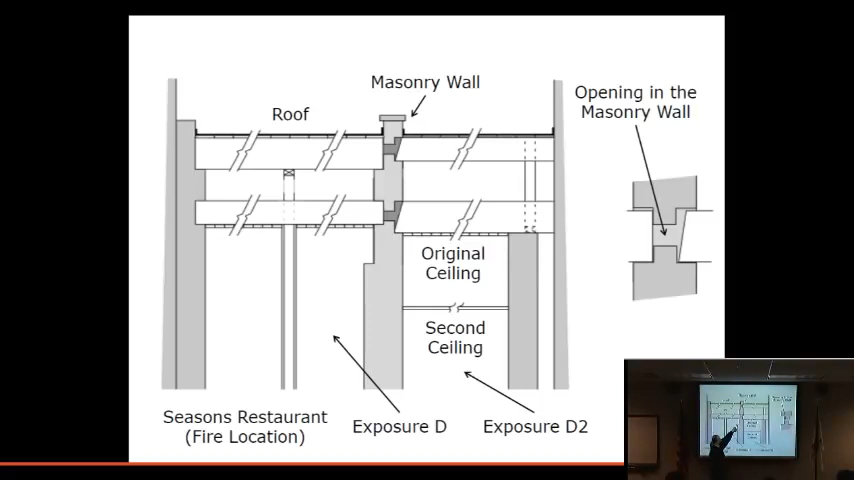 Masonry Wall
Roof
Opening in the
Masonry Wall
Original
Ceiling
Second
Ceiling
Seasons Restaurant
(Fire Location)
Exposure D
Exposure D2